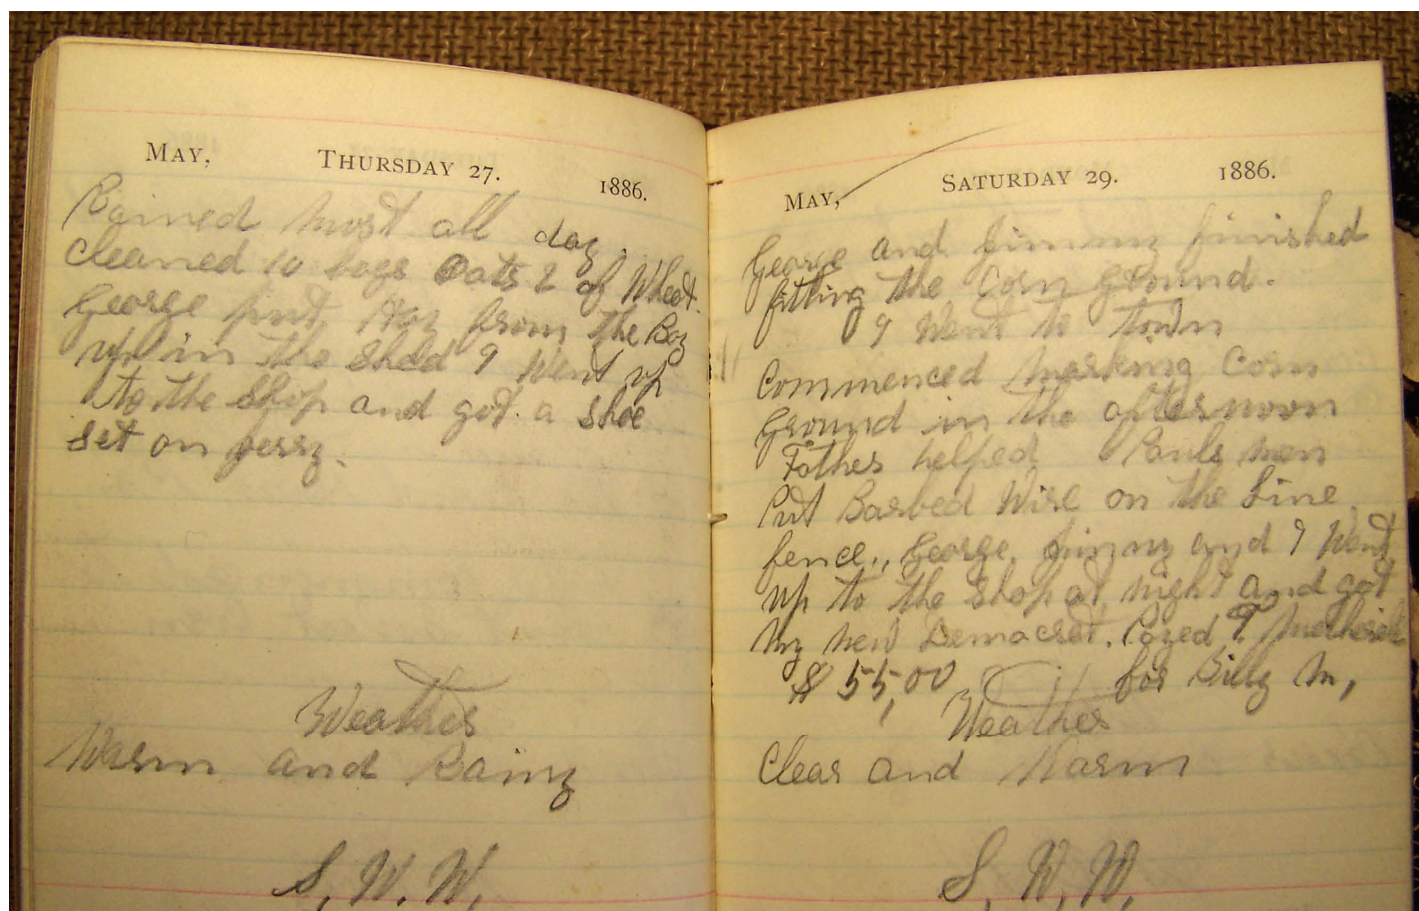 MAY, THURSDAY 27. 1886.
Rained most all day.
Cleaned 10 bags Oats 2 of Wheat.
George put Hay from the Bay
up in the shed I Went up
to the Shop and got a shoe
set on jerry.
Weather
Warm and Rainy
S. W. W.
MAY, SATURDAY 29. 1886.
George and Jimmy finished
fitting the Corn ground.
I Went to town
Commenced marking Corn
ground in the afternoon
Father helped Pauls men
Put Barbed Wire on the Line
fence., George, Jimmy and I Went
up to the Shop at night and got
my new Democrat. Payed
$ 55,00 for Billy M,
Weather
Clear and Warm
S, W, W,